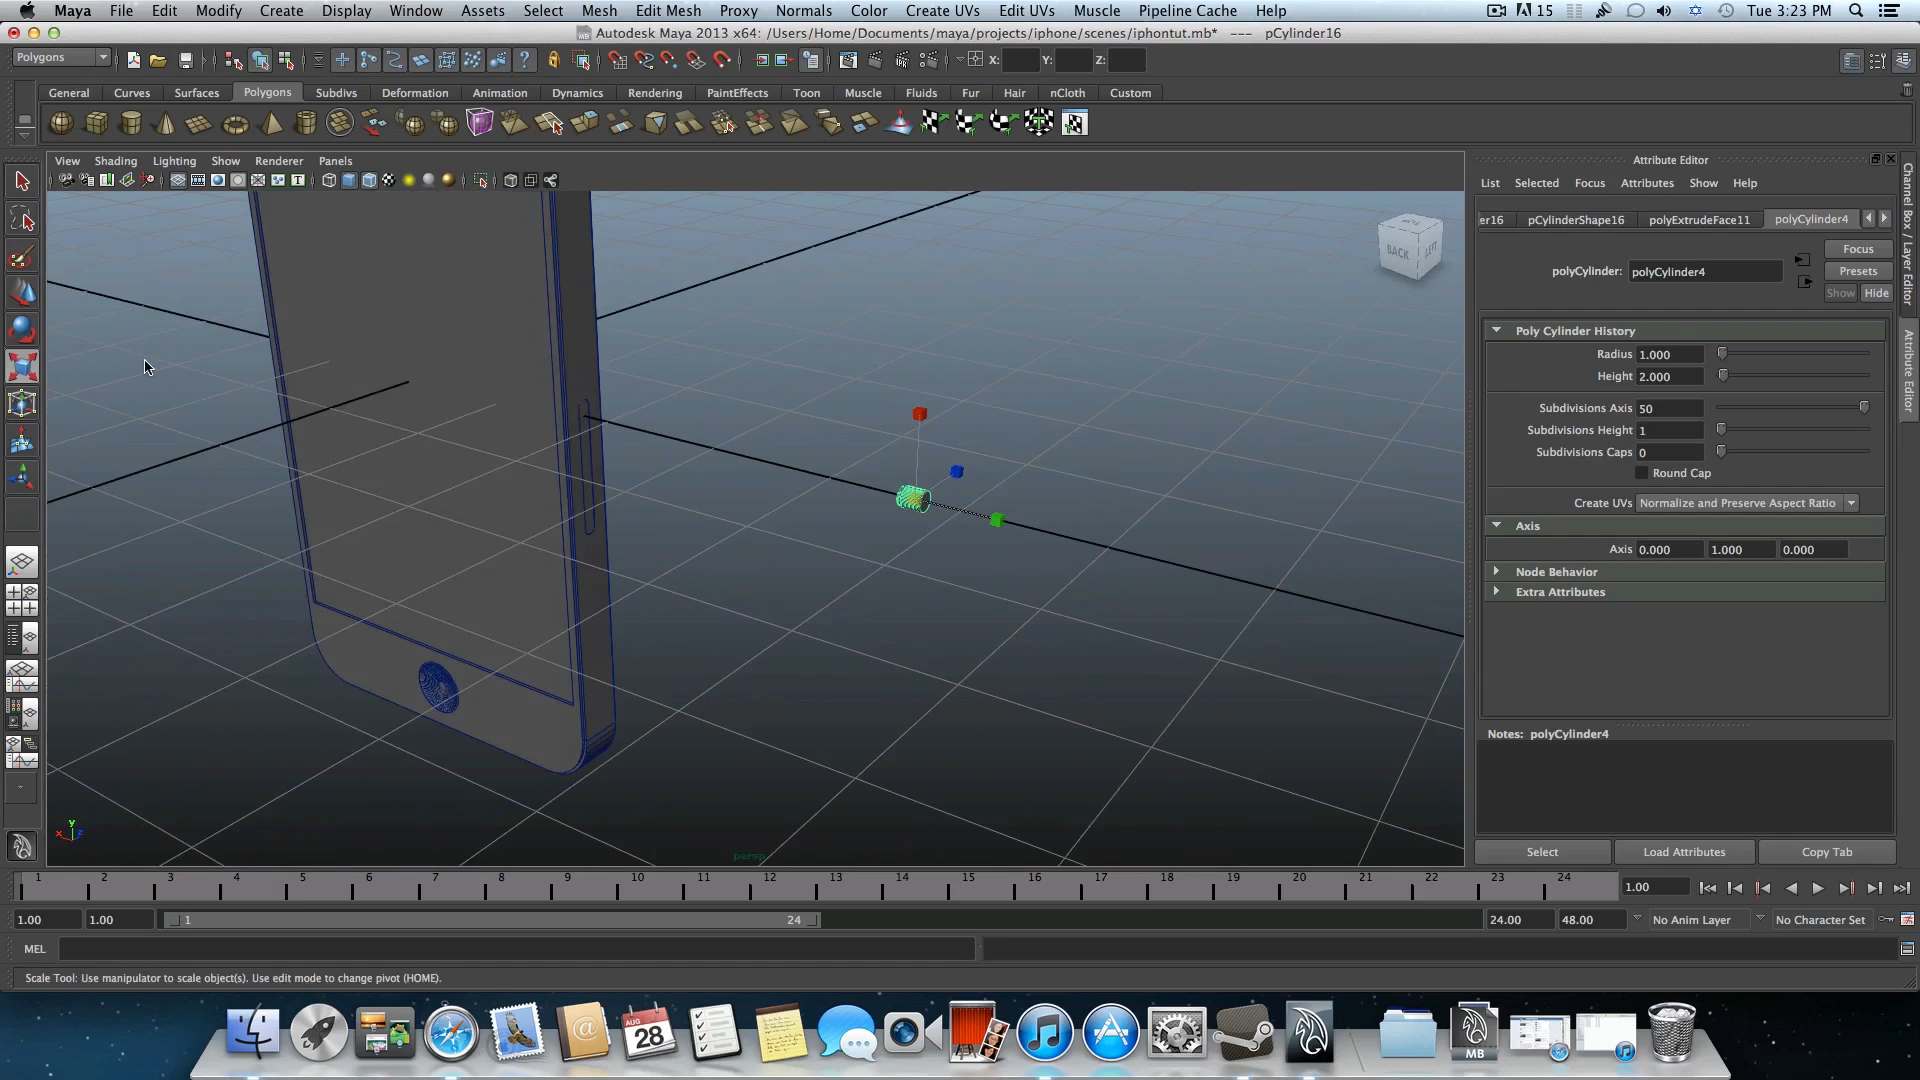 Maya File Edit Modify Create Display Window Assets Select Mesh Edit Mesh Proxy Normals Color Create UVs Edit UVs Muscle Pipeline Cache Help 15 Tue 3:23 PM
Autodesk Maya 2013 x64: /Users/Home/Documents/maya/projects/iphone/scenes/iphontut.mb* --- pCylinder16
Polygons X: Y: Z:
General Curves Surfaces Polygons Subdivs Deformation Animation Dynamics Rendering PaintEffects Toon Muscle Fluids Fur Hair nCloth Custom
View Shading Lighting Show Renderer Panels
Attribute Editor
List Selected Focus Attributes Show Help
er16 pCylinderShape16 polyExtrudeFace11 polyCylinder4
Focus
polyCylinder: polyCylinder4 Presets
Show Hide
Poly Cylinder History
Radius 1.000
Height 2.000
Subdivisions Axis 50
Subdivisions Height 1
Subdivisions Caps 0
Round Cap
Create UVs Normalize and Preserve Aspect Ratio
Axis
Axis 0.000 1.000 0.000
Node Behavior
Extra Attributes
Notes: polyCylinder4
Select Load Attributes Copy Tab
Channel Box / Layer Editor
Attribute Editor
BACK LEFT
y
x z
persp
1 2 3 4 5 6 7 8 9 10 11 12 13 14 15 16 17 18 19 20 21 22 23 24 1.00
1.00 1.00 1 24 24.00 48.00 No Anim Layer No Character Set
MEL
Scale Tool: Use manipulator to scale object(s). Use edit mode to change pivot (HOME).
AUG
28
MB